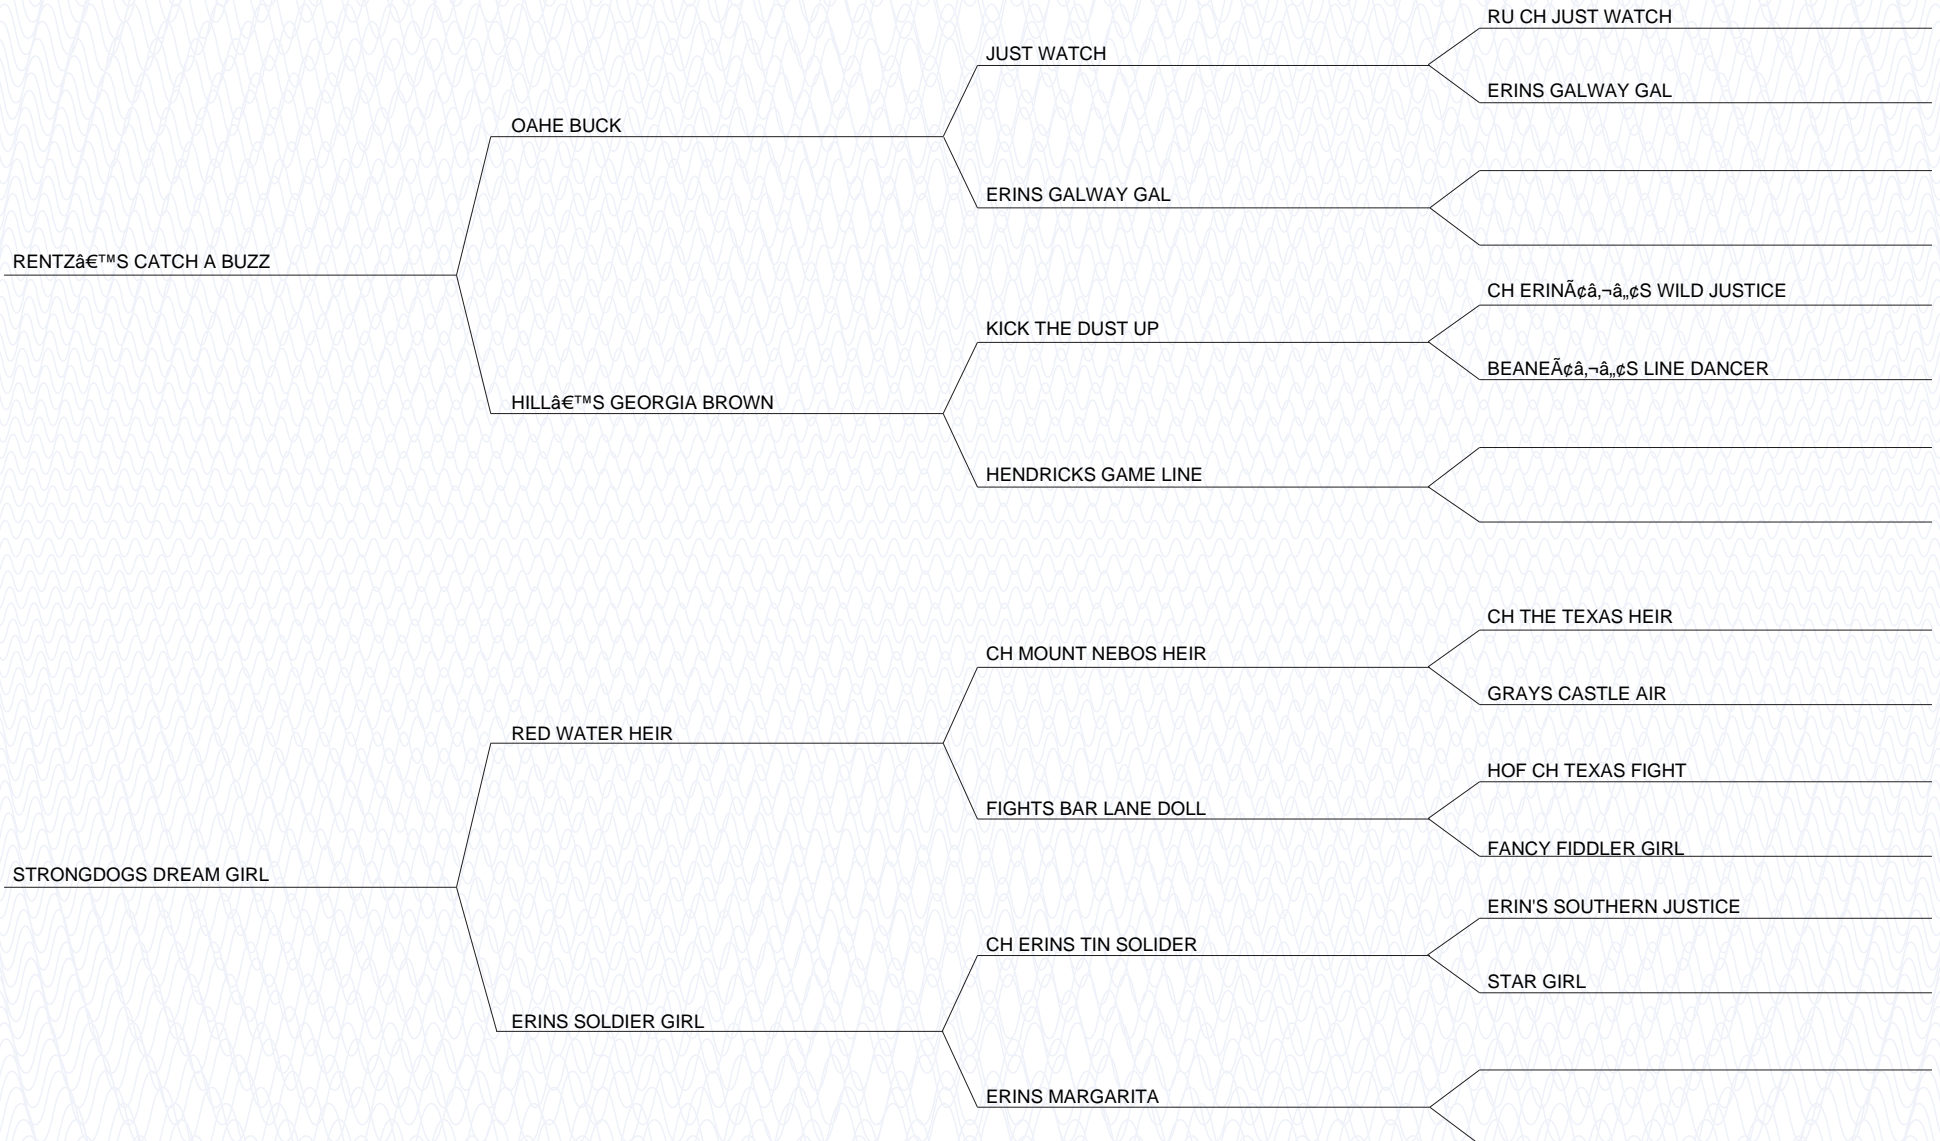 RU CH JUST WATCH
JUST WATCH
ERINS GALWAY GAL
OAHE BUCK
ERINS GALWAY GAL
RENTZâ€™S CATCH A BUZZ
CH ERINÃ¢â‚¬â„¢S WILD JUSTICE
KICK THE DUST UP
BEANEÃ¢â‚¬â„¢S LINE DANCER
HILLâ€™S GEORGIA BROWN
HENDRICKS GAME LINE
CH THE TEXAS HEIR
CH MOUNT NEBOS HEIR
GRAYS CASTLE AIR
RED WATER HEIR
HOF CH TEXAS FIGHT
FIGHTS BAR LANE DOLL
FANCY FIDDLER GIRL
STRONGDOGS DREAM GIRL
ERIN'S SOUTHERN JUSTICE
CH ERINS TIN SOLIDER
STAR GIRL
ERINS SOLDIER GIRL
ERINS MARGARITA